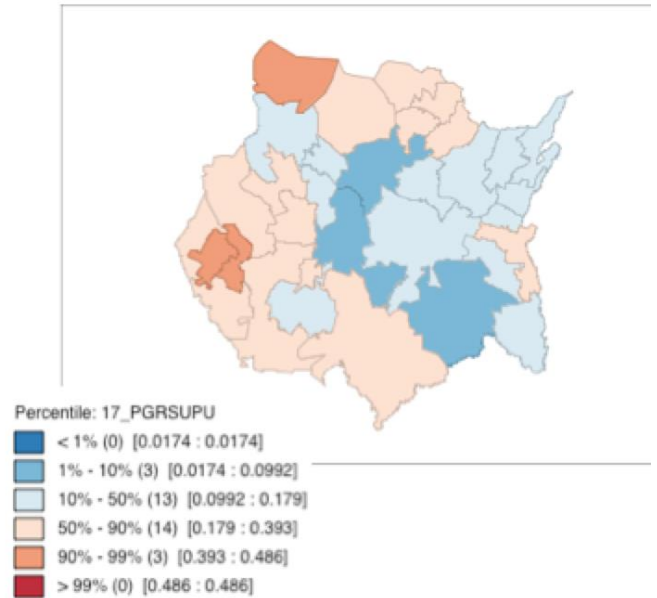 Percentile: 17_PGRSUPU
< 1% (0) [0.0174 : 0.0174]
1% - 10% (3) [0.0174 : 0.0992]
10% - 50% (13) [0.0992 : 0.179]
50% - 90% (14) [0.179 : 0.393]
90% - 99% (3) [0.393 : 0.486]
> 99% (0) [0.486 : 0.486]